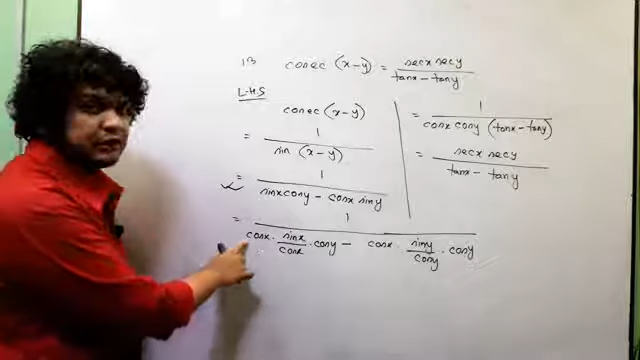 13 cosec (x-y) = secx secy / tanx - tany
L.H.S
cosec (x-y)
= 1 / sin (x-y)
= 1 / sinx cosy - cosx siny
= 1 / cosx · sinx/cosx · cosy - cosx · siny/cosy · cosy
= 1 / cosx cosy (tanx - tany)
= secx secy / tanx - tany